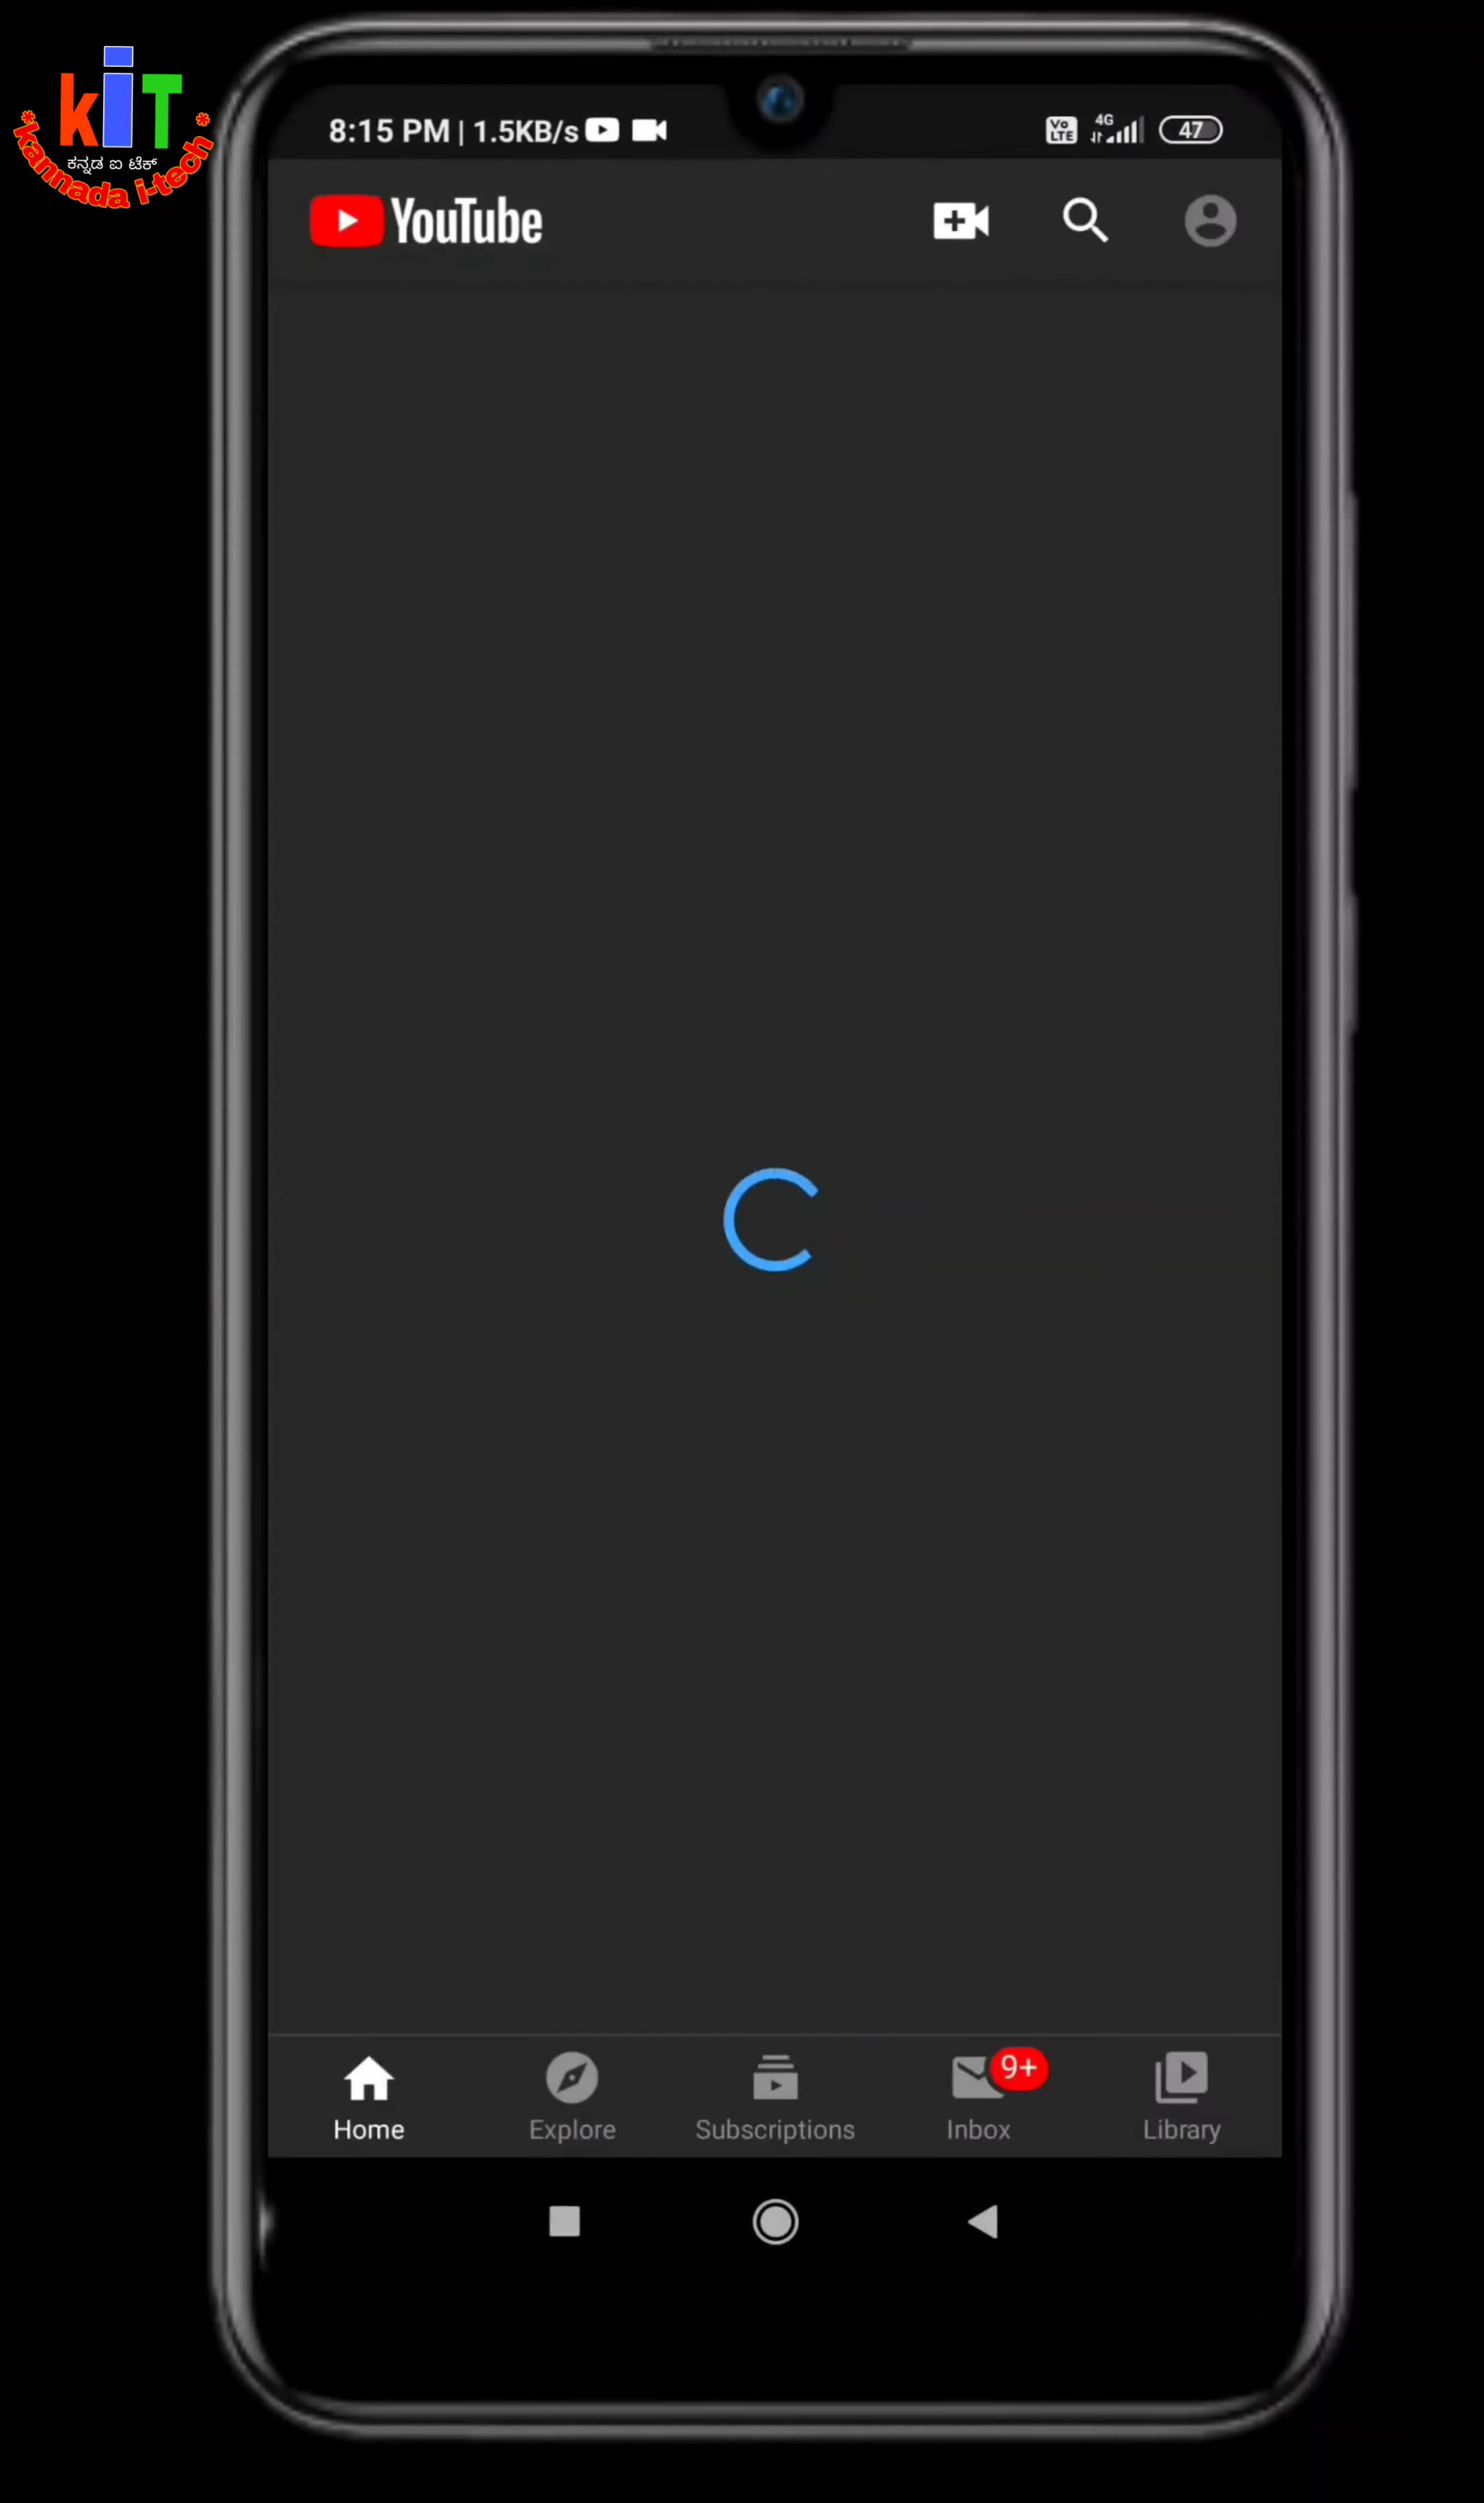 kiT
ಕನ್ನಡ ಐ ಟೆಕ್
*kannada i-tech*
8:15 PM | 1.5KB/s
Vo LTE 4G 47
YouTube
9+
Home Explore Subscriptions Inbox Library